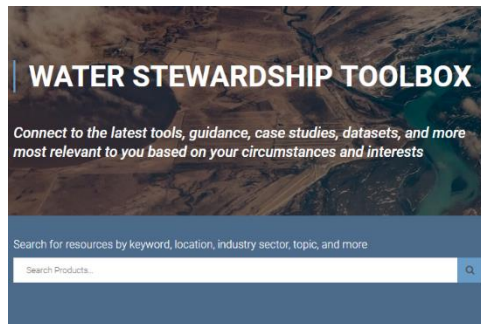 WATER STEWARDSHIP TOOLBOX
Connect to the latest tools, guidance, case studies, datasets, and more
most relevant to you based on your circumstances and interests
Search for resources by keyword, location, industry sector, topic, and more
Search Products...